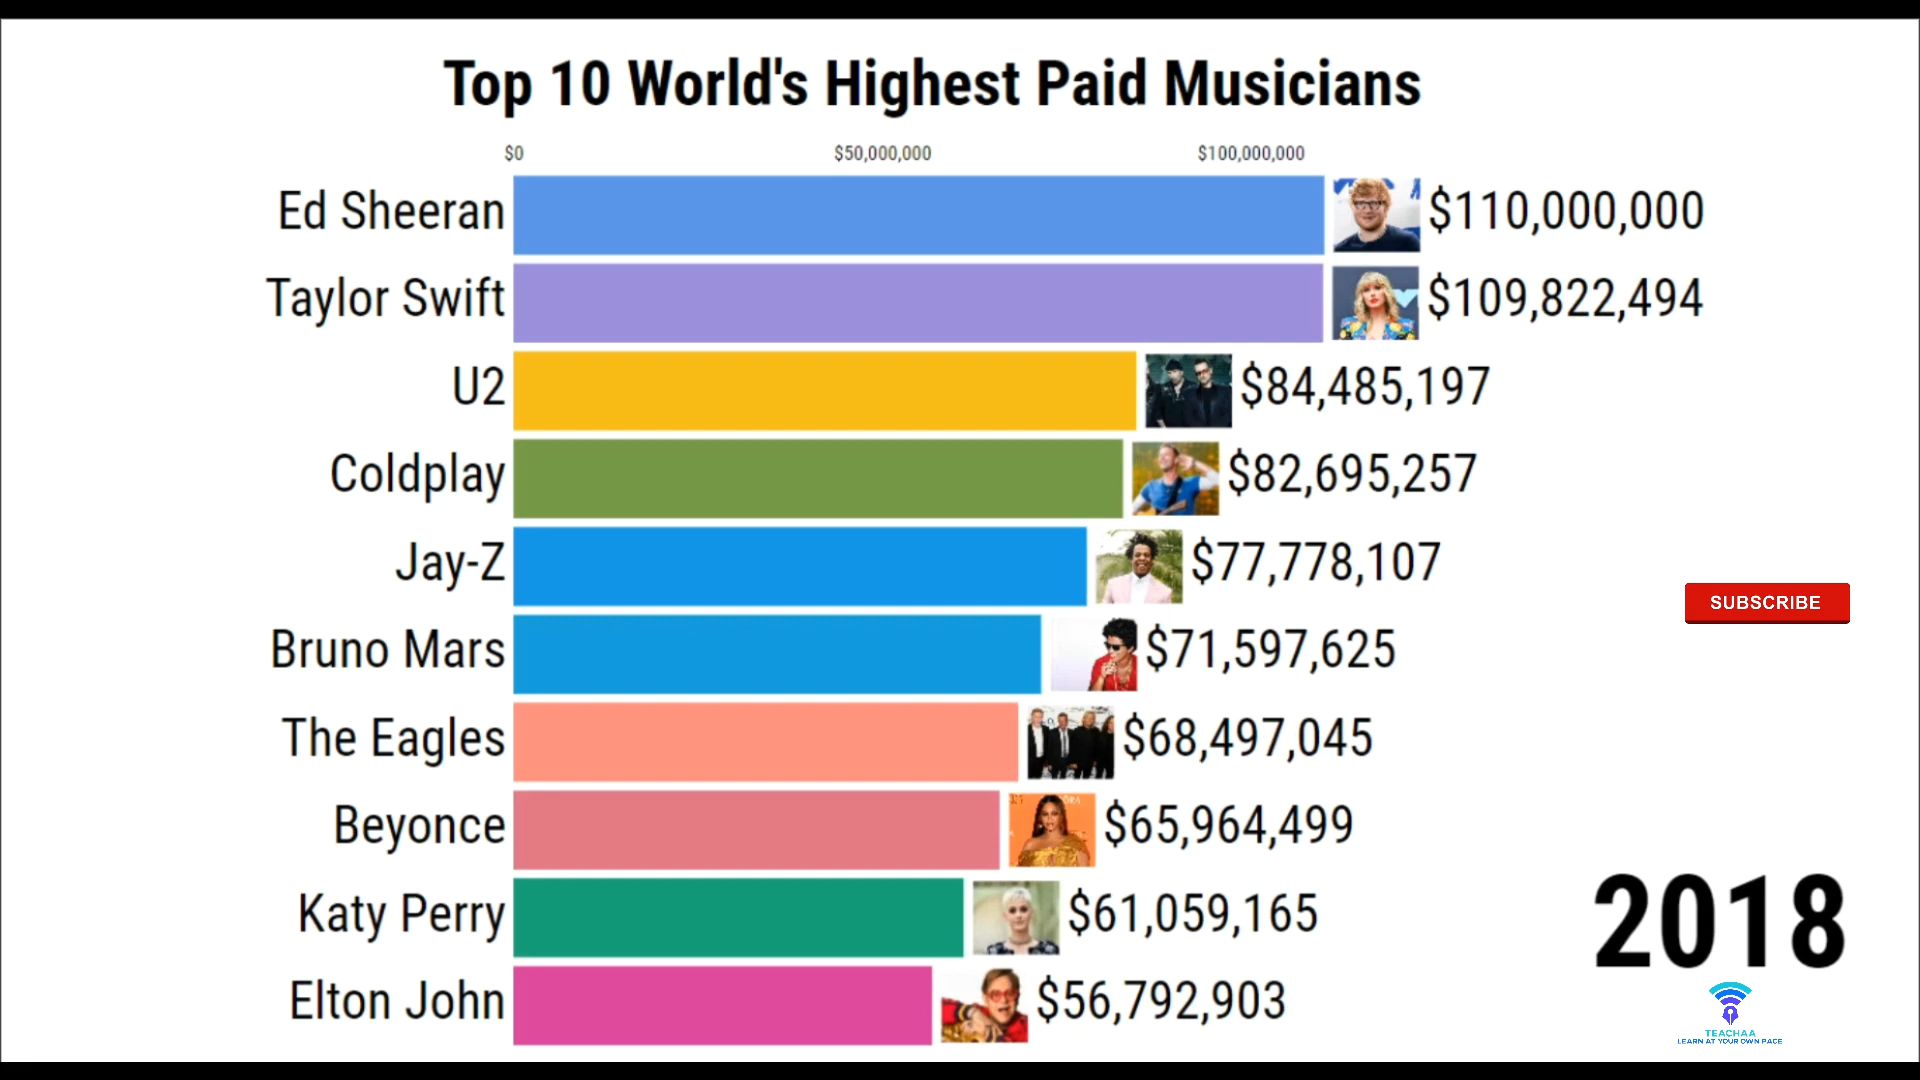 Top 10 World's Highest Paid Musicians
$0 $50,000,000 $100,000,000
Ed Sheeran $110,000,000
Taylor Swift $109,822,494
U2 $84,485,197
Coldplay $82,695,257
Jay-Z $77,778,107
SUBSCRIBE
Bruno Mars $71,597,625
The Eagles $68,497,045
Beyonce $65,964,499
Katy Perry $61,059,165
2018
Elton John $56,792,903
TEACHAA
LEARN AT YOUR OWN PACE